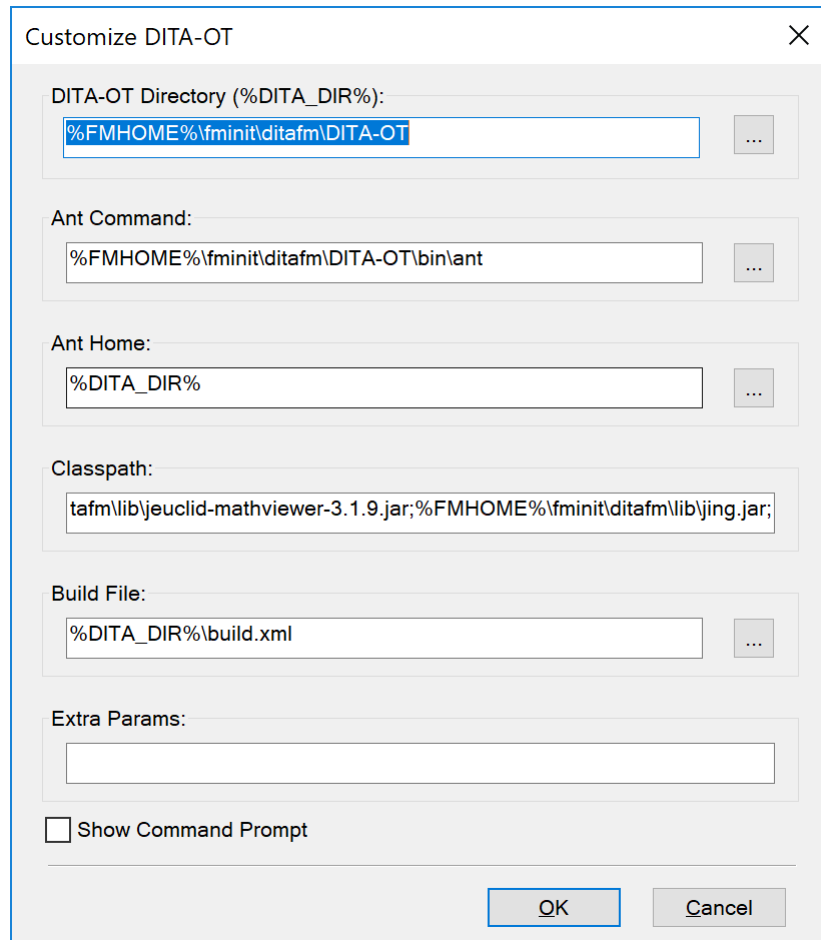 Customize DITA-OT
DITA-OT Directory (%DITA_DIR%):
%FMHOME%\fminit\ditafm\DITA-OT
...
Ant Command:
%FMHOME%\fminit\ditafm\DITA-OT\bin\ant
...
Ant Home:
%DITA_DIR%
...
Classpath:
tafm\lib\jeuclid-mathviewer-3.1.9.jar;%FMHOME%\fminit\ditafm\lib\jing.jar;
Build File:
%DITA_DIR%\build.xml
...
Extra Params:
Show Command Prompt
OK Cancel